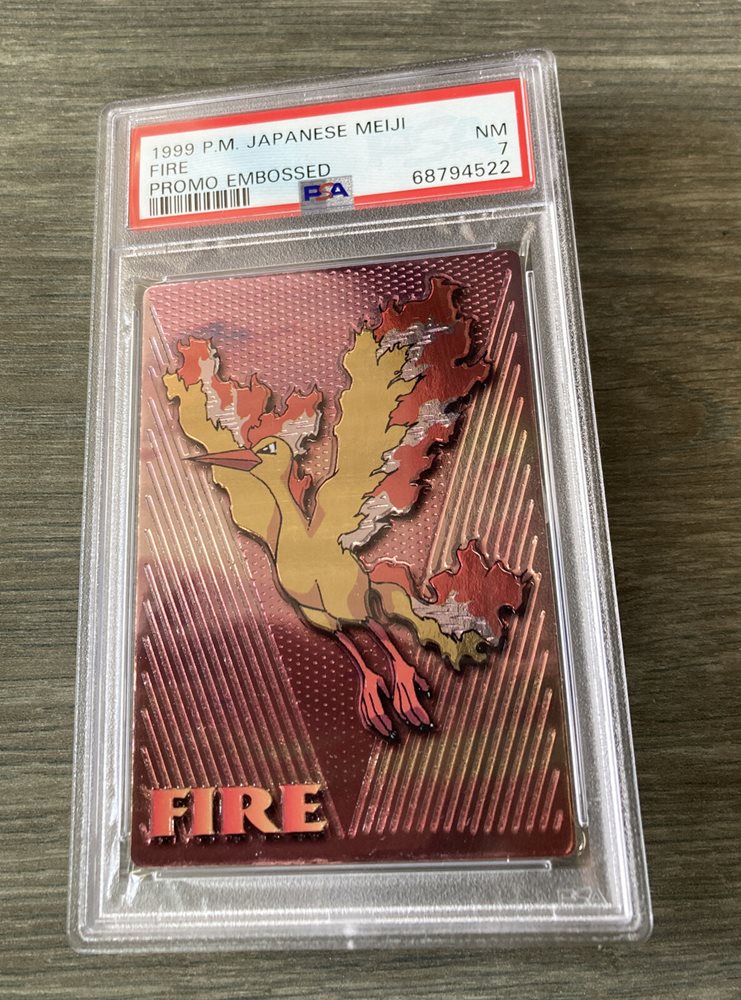 1999 P.M. JAPANESE MEIJI
FIRE
PROMO EMBOSSED
NM
7
68794522
PSA
FIRE